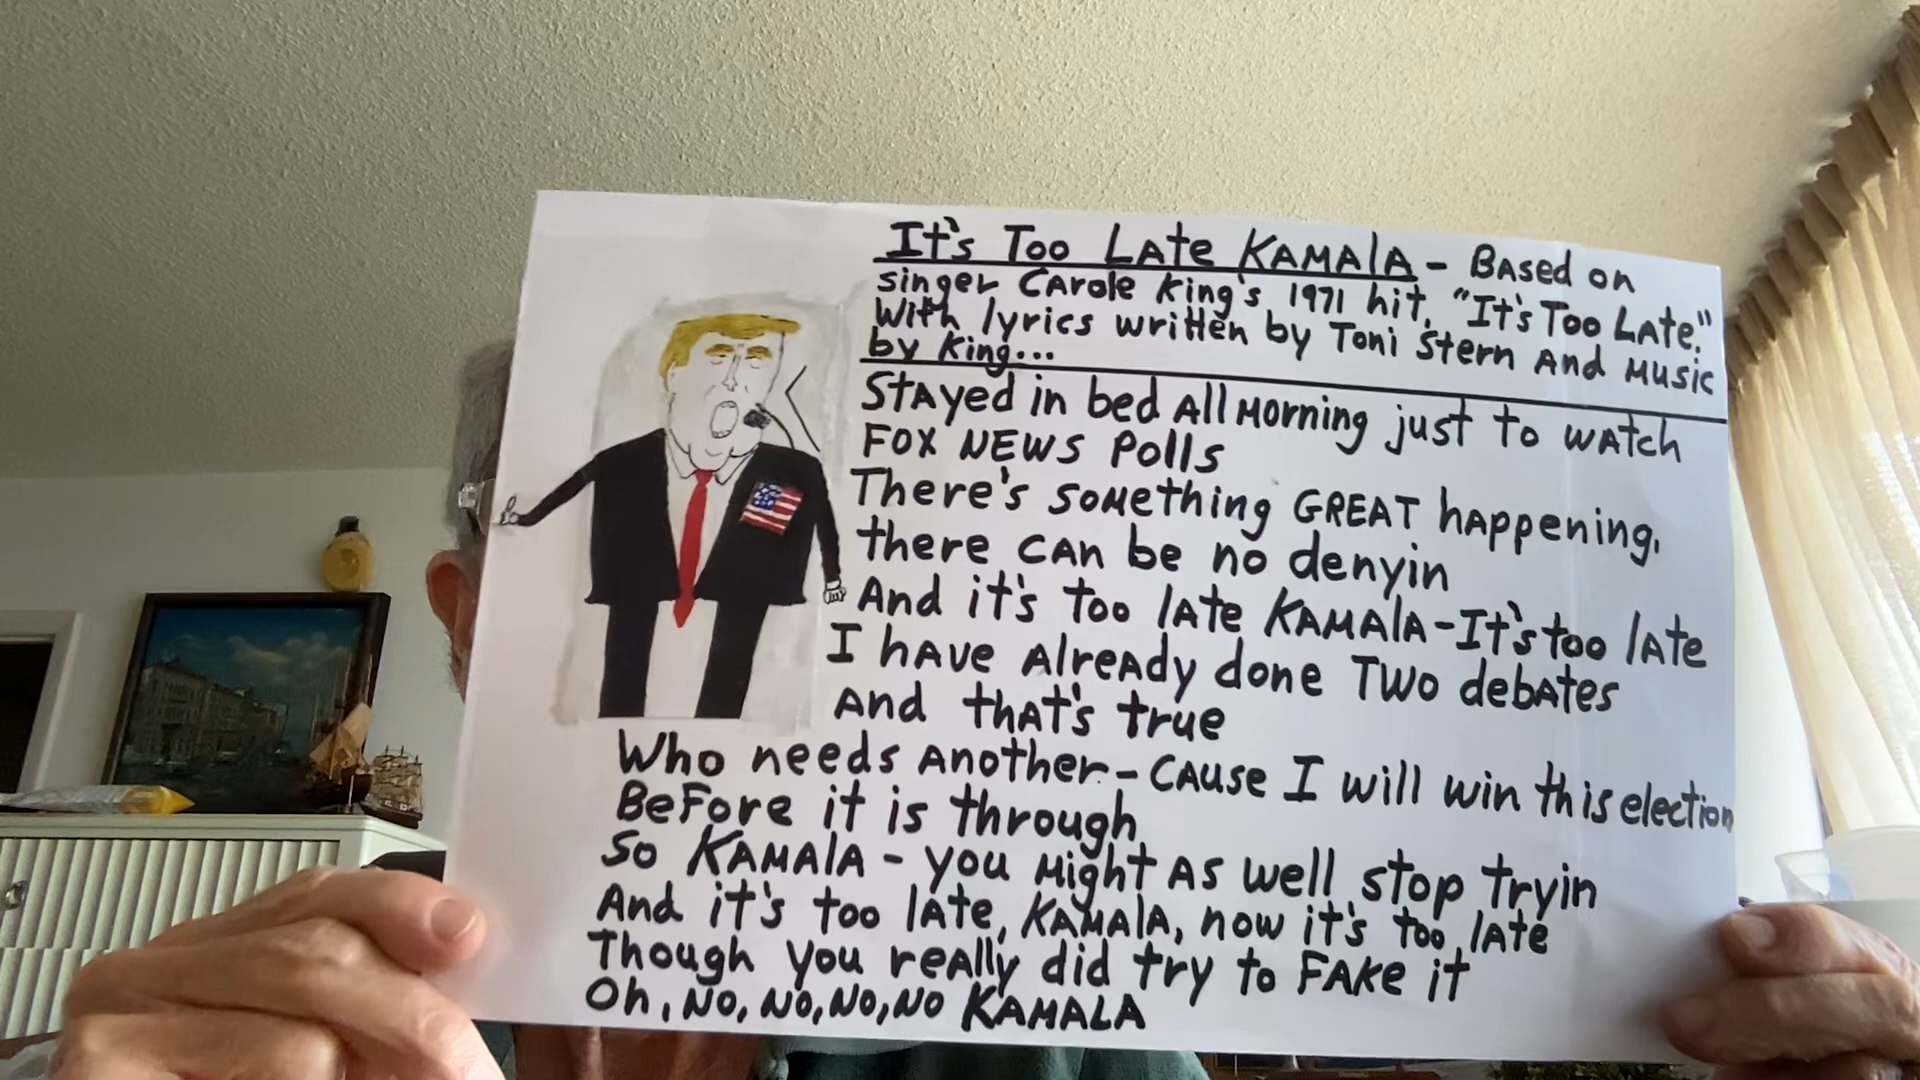 It's Too Late Kamala - Based on
singer Carole King's 1971 hit, "It's Too Late,"
With lyrics written by Toni Stern and Music
by King...
Stayed in bed All Morning just to watch
FOX NEWS Polls
There's something GREAT happening,
there can be no denyin
And it's too late KAMALA-It's too late
I have Already done TWO debates
And that's true
Who needs Another - Cause I will win this election
Before it is through
So KAMALA - you Might As well stop tryin
And it's too late, KAMALA, now it's too late
Though you really did try to FAKE it
Oh, No, No, No, No KAMALA